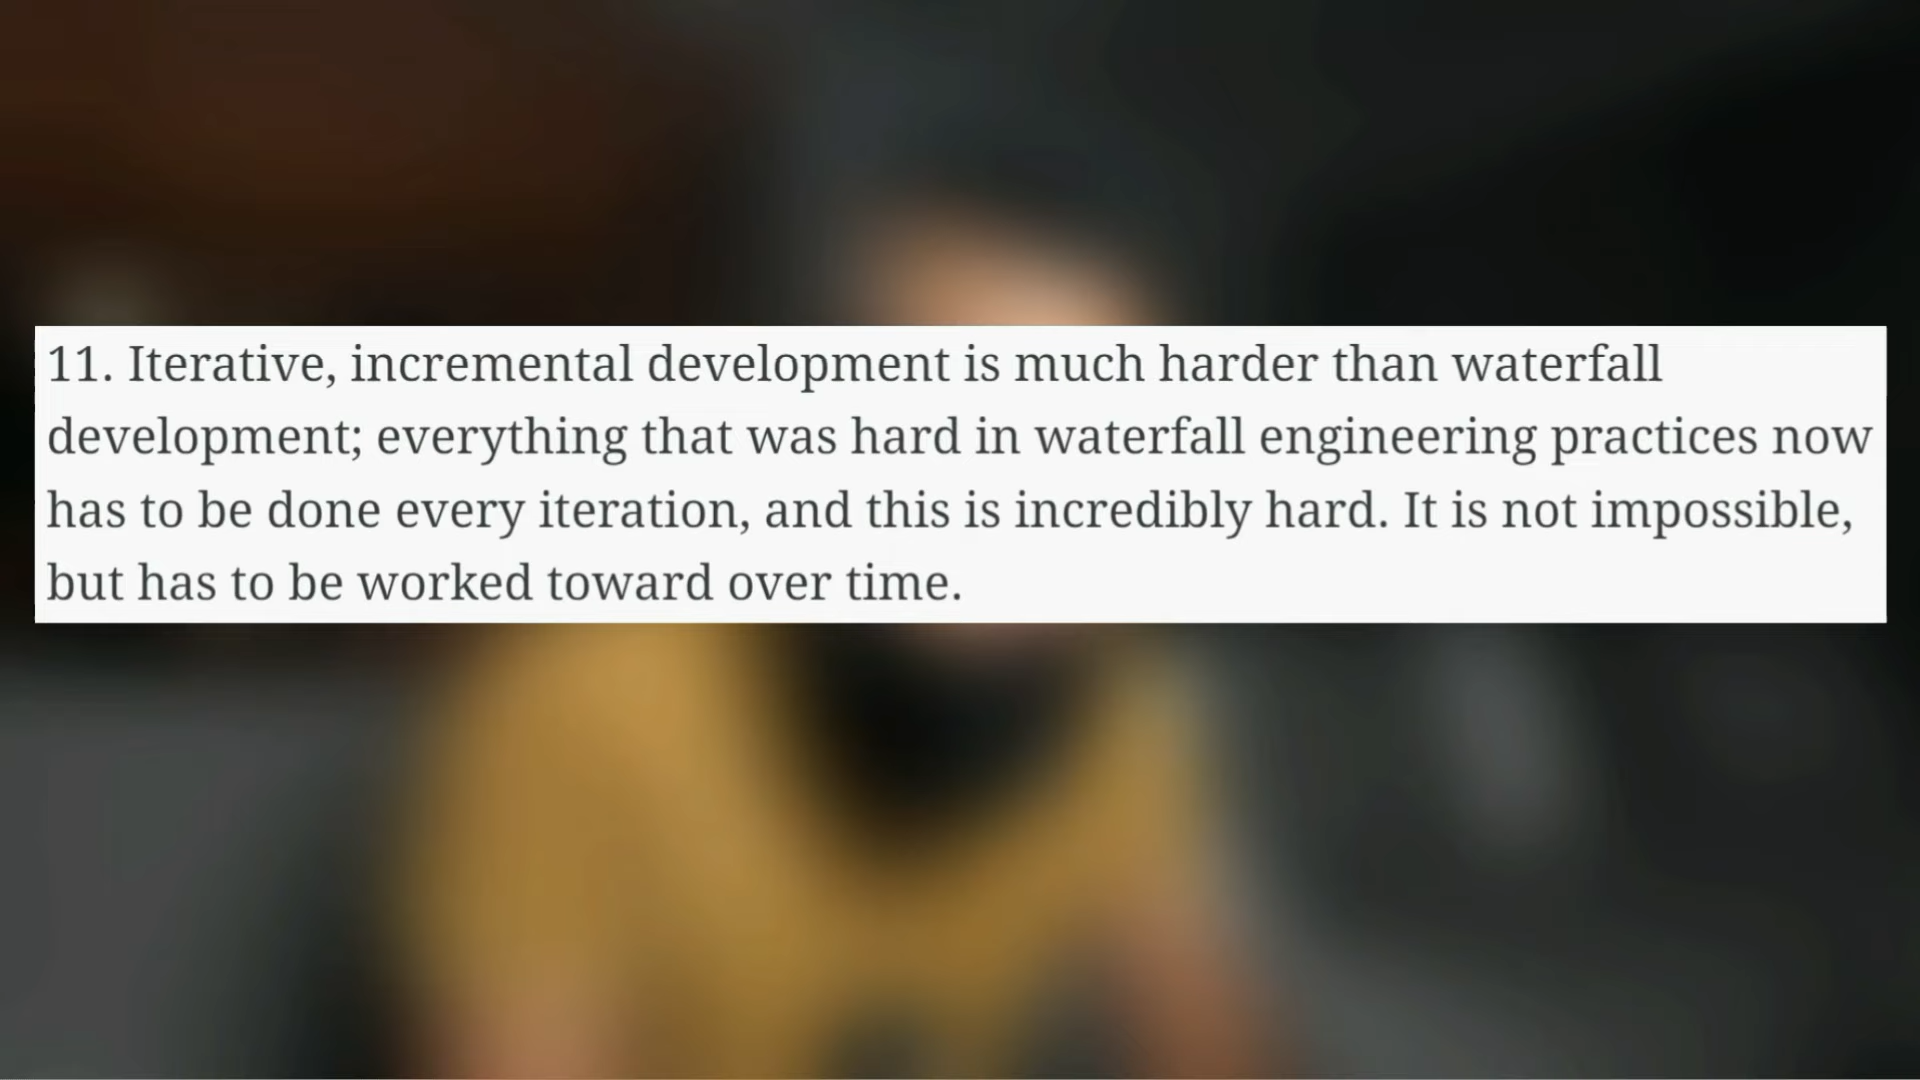 11. Iterative, incremental development is much harder than waterfall
development; everything that was hard in waterfall engineering practices now
has to be done every iteration, and this is incredibly hard. It is not impossible,
but has to be worked toward over time.